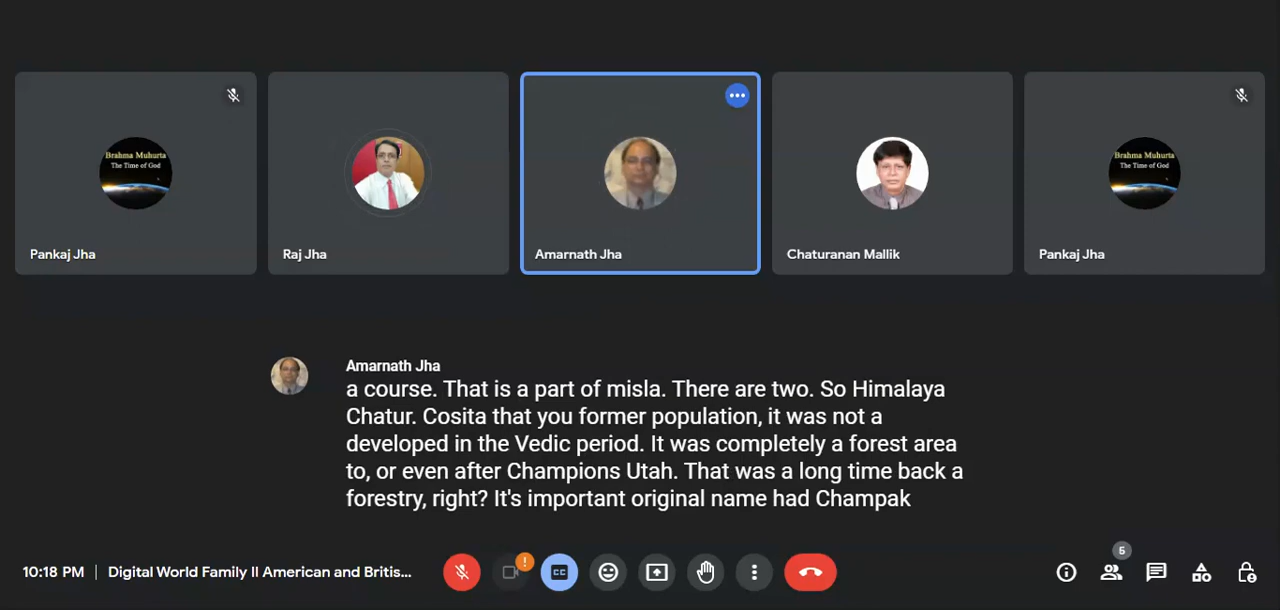 Brahma Muhurta
The Time of God
Brahma Muhurta
The Time of God
Pankaj Jha
Raj Jha
Amarnath Jha
Chaturanan Mallik
Pankaj Jha
Amarnath Jha
a course. That is a part of misla. There are two. So Himalaya
Chatur. Cosita that you former population, it was not a
developed in the Vedic period. It was completely a forest area
to, or even after Champions Utah. That was a long time back a
forestry, right? It's important original name had Champak
5
10:18 PM | Digital World Family II American and Britis...
CC